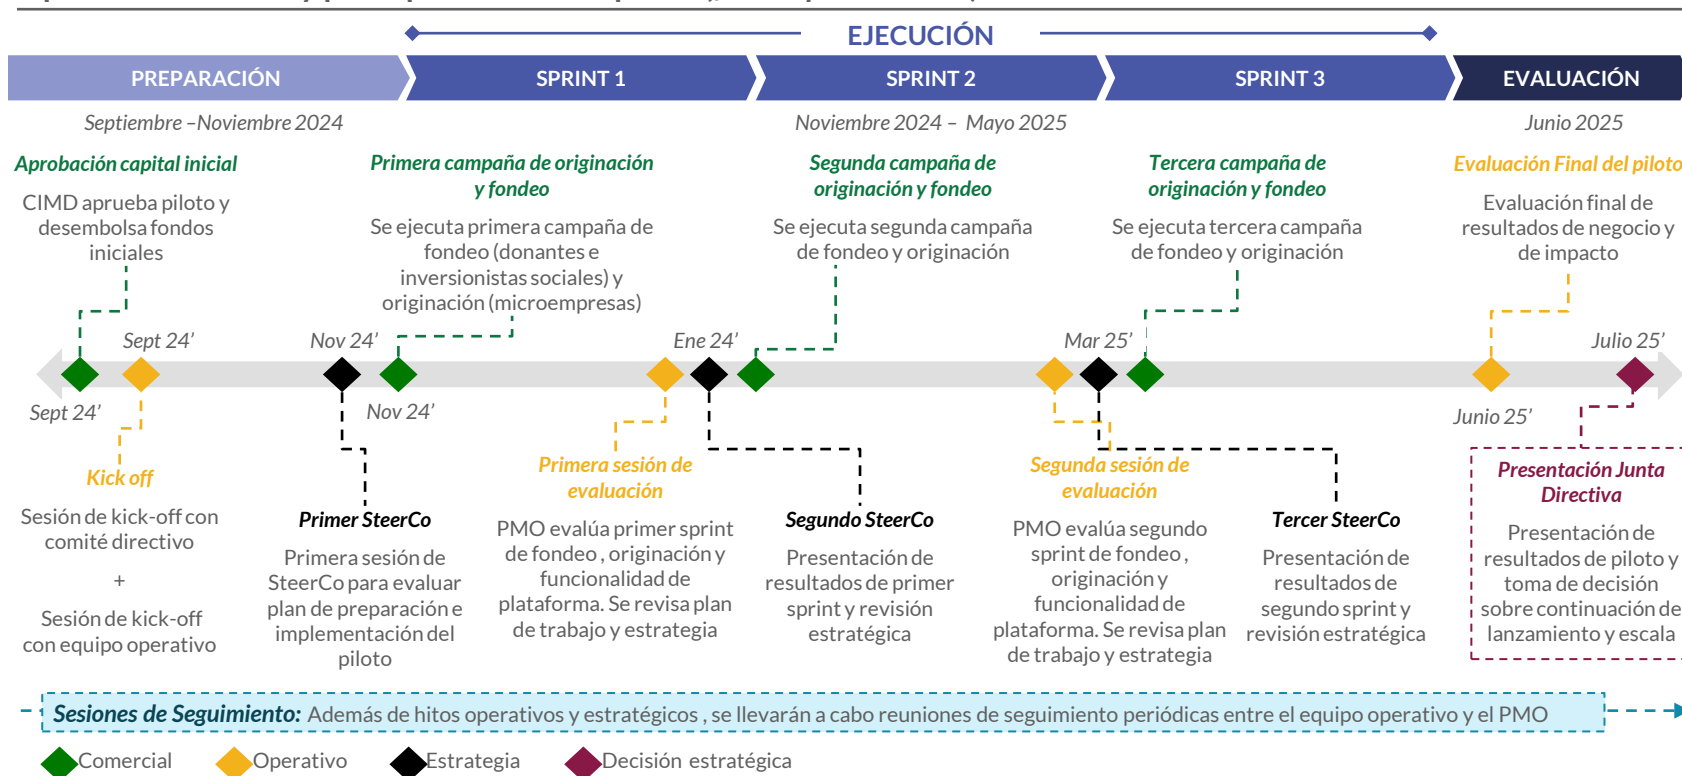 EJECUCIÓN
PREPARACIÓN
SPRINT 1
SPRINT 2
SPRINT 3
EVALUACIÓN
Septiembre –Noviembre 2024
Noviembre 2024 – Mayo 2025
Junio 2025
Aprobación capital inicial
CIMD aprueba piloto y
desembolsa fondos
iniciales
Primera campaña de originación
y fondeo
Se ejecuta primera campaña de
fondeo (donantes e
inversionistas sociales) y
originación (microempresas)
Segunda campaña de
originación y fondeo
Se ejecuta segunda campaña
de fondeo y originación
Tercera campaña de
originación y fondeo
Se ejecuta tercera campaña
de fondeo y originación
Evaluación Final del piloto
Evaluación final de
resultados de negocio y
de impacto
Sept 24’
Nov 24’
Ene 24’
Mar 25’
Julio 25’
Sept 24’
Nov 24’
Junio 25’
Kick off
Sesión de kick-off con
comité directivo
+
Sesión de kick-off
con equipo operativo
Primer SteerCo
Primera sesión de
SteerCo para evaluar
plan de preparación e
implementación del
piloto
Primera sesión de
evaluación
PMO evalúa primer sprint
de fondeo , originación y
funcionalidad de
plataforma. Se revisa plan
de trabajo y estrategia
Segundo SteerCo
Presentación de
resultados de primer
sprint y revisión
estratégica
Segunda sesión de
evaluación
PMO evalúa segundo
sprint de fondeo ,
originación y
funcionalidad de
plataforma. Se revisa plan
de trabajo y estrategia
Tercer SteerCo
Presentación de
resultados de
segundo sprint y
revisión estratégica
Presentación Junta
Directiva
Presentación de
resultados de piloto y
toma de decisión
sobre continuación de
lanzamiento y escala
Sesiones de Seguimiento: Además de hitos operativos y estratégicos , se llevarán a cabo reuniones de seguimiento periódicas entre el equipo operativo y el PMO
Comercial
Operativo
Estrategia
Decisión estratégica